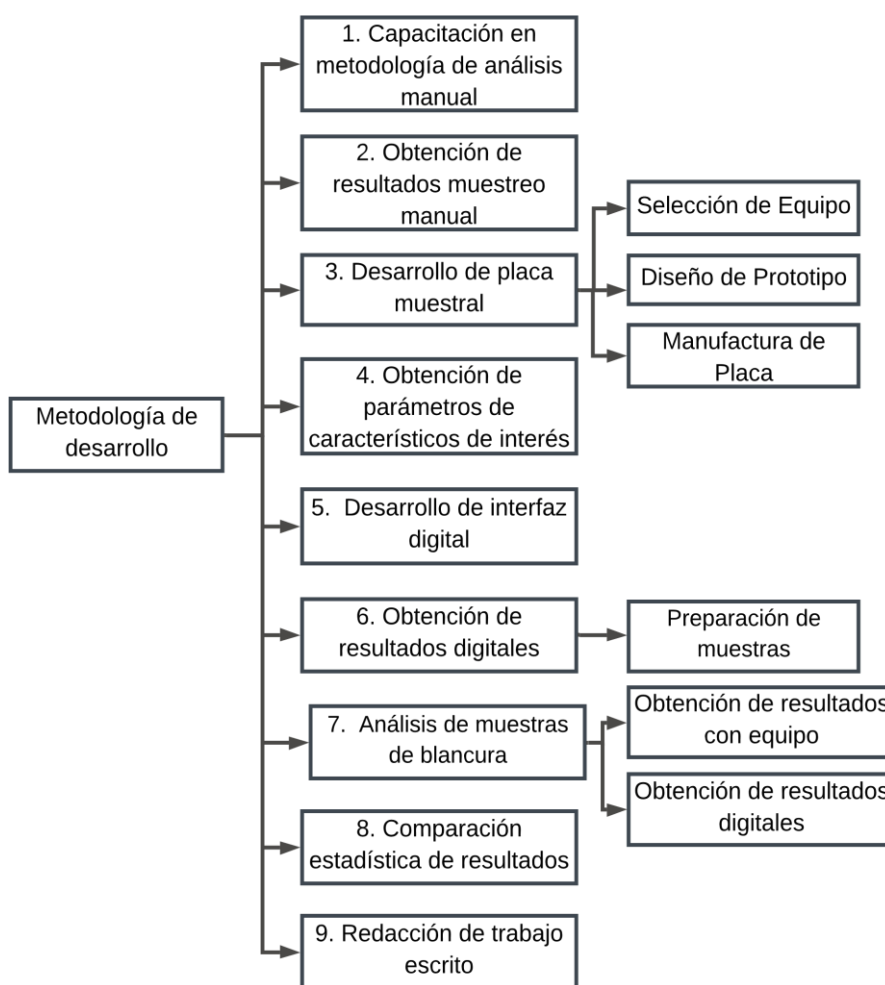 Metodología de
desarrollo
1. Capacitación en
metodología de análisis
manual
2. Obtención de
resultados muestreo
manual
3. Desarrollo de placa
muestral
Selección de Equipo
Diseño de Prototipo
Manufactura de
Placa
4. Obtención de
parámetros de
característicos de interés
5. Desarrollo de interfaz
digital
6. Obtención de
resultados digitales
Preparación de
muestras
7. Análisis de muestras
de blancura
Obtención de resultados
con equipo
Obtención de resultados
digitales
8. Comparación
estadística de resultados
9. Redacción de trabajo
escrito